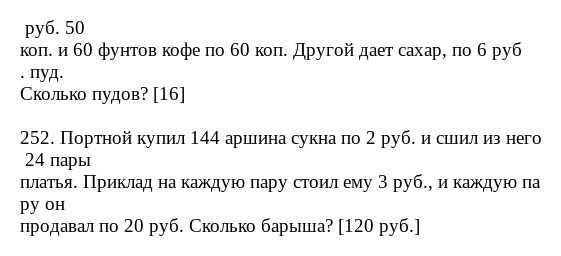 руб. 50
коп. и 60 фунтов кофе по 60 коп. Другой дает сахар, по 6 руб
. пуд.
Сколько пудов? [16]
252. Портной купил 144 аршина сукна по 2 руб. и сшил из него
24 пары
платья. Приклад на каждую пару стоил ему 3 руб., и каждую па
ру он
продавал по 20 руб. Сколько барыша? [120 руб.]